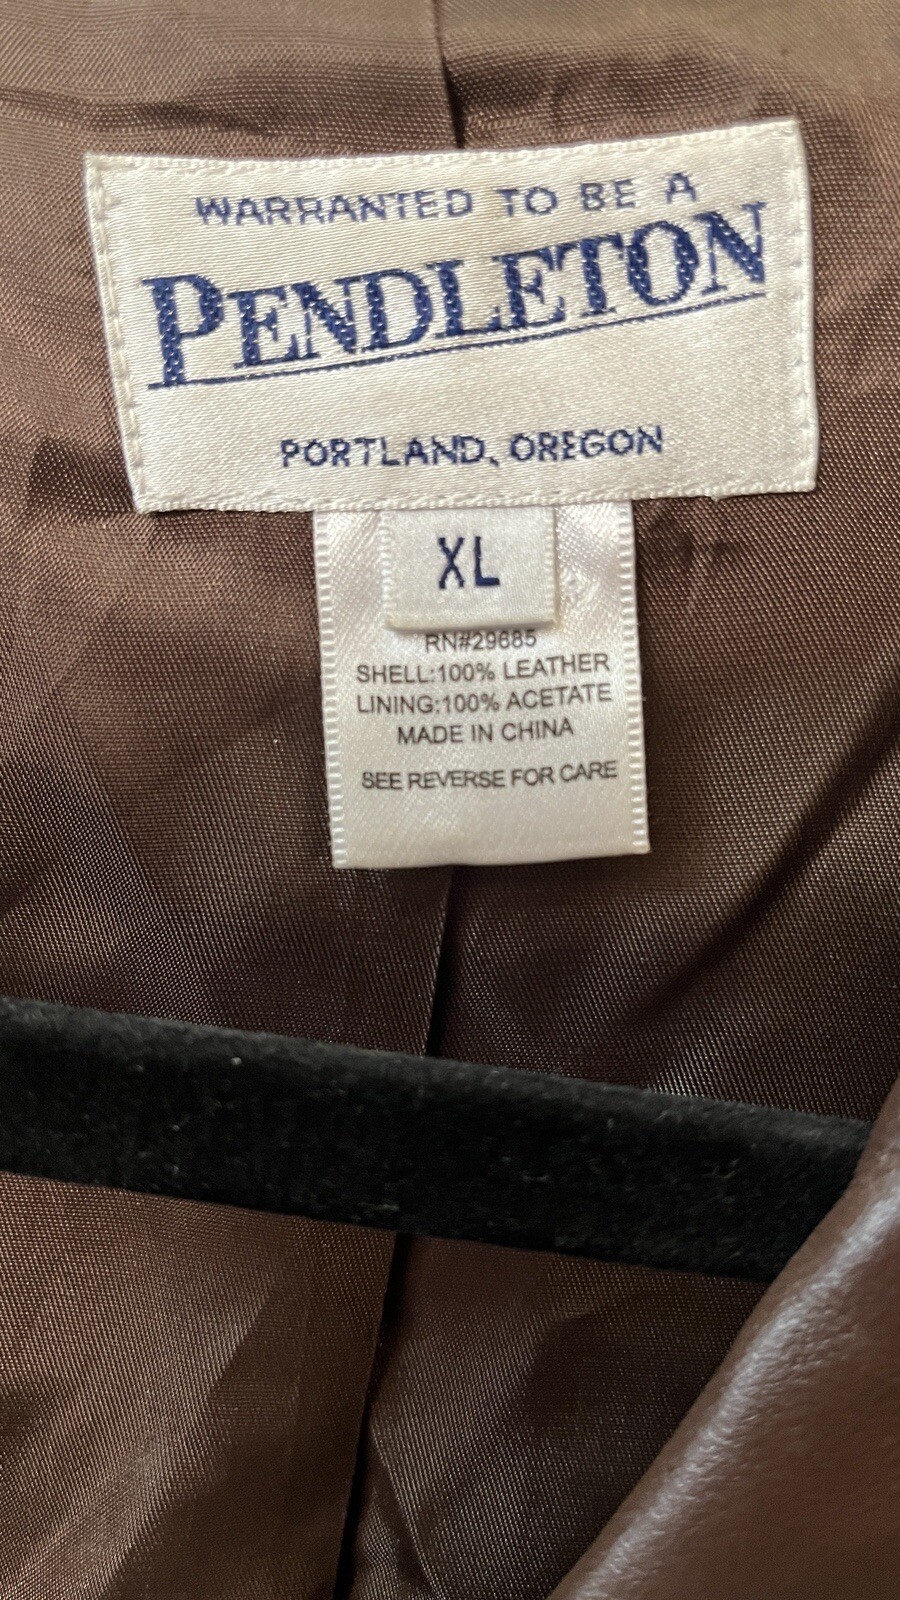 WARRANTED TO BE A
PENDLETON
PORTLAND, OREGON
XL
RN#29685
SHELL:100% LEATHER
LINING:100% ACETATE
MADE IN CHINA
SEE REVERSE FOR CARE